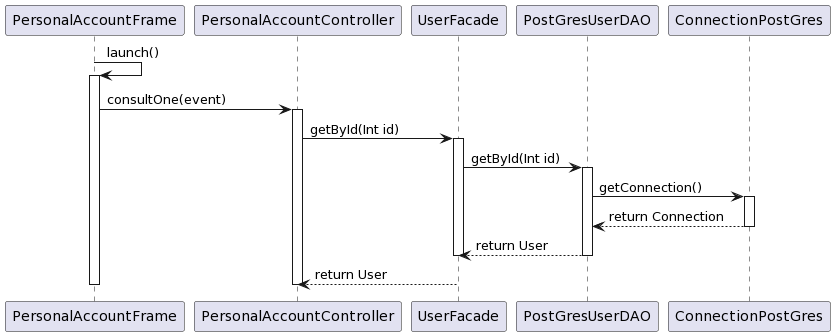 PersonalAccountFrame PersonalAccountController UserFacade PostGresUserDAO ConnectionPostGres
launch()
consultOne(event)
getById(Int id)
getById(Int id)
getConnection()
return Connection
return User
return User
PersonalAccountFrame PersonalAccountController UserFacade PostGresUserDAO ConnectionPostGres